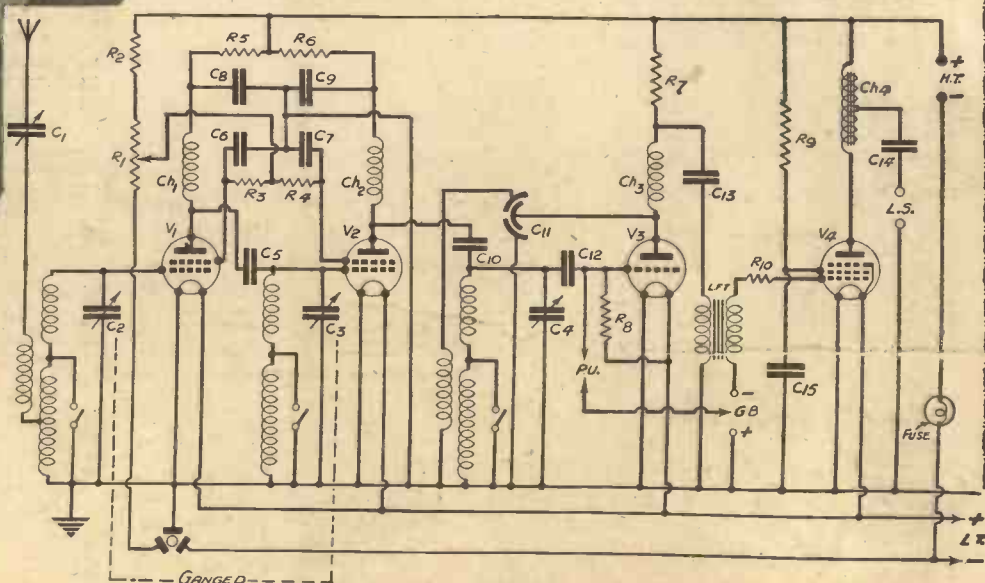 C1
R2
R1
R5
R6
C8
C9
C6
C7
Ch1
R3
R4
Ch2
V1
C5
V2
C2
C3
C10
C11
C12
C4
R8
P.U.
R7
Ch3
C13
V3
L.F.T
R10
- GB +
R9
C15
V4
Ch4
C14
L.S.
+
H.T.
-
FUSE
+
L.T.
-
GANGED